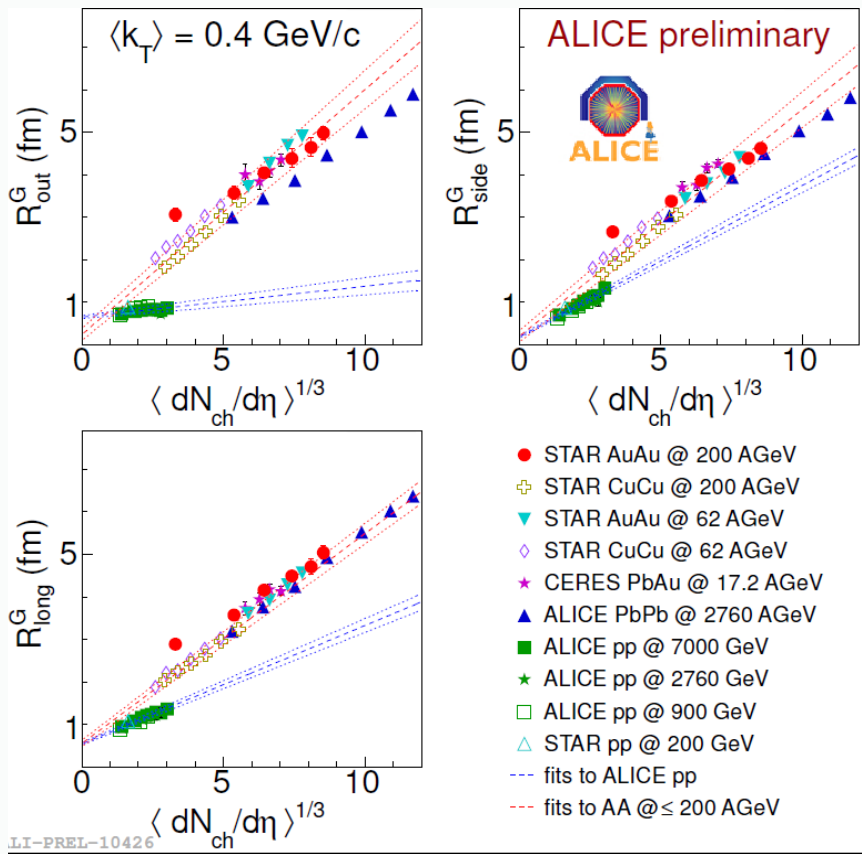 ⟨k_T⟩ = 0.4 GeV/c
R^G_out (fm)
5
1
0 5 10
⟨ dN_ch/dη ⟩^1/3
ALICE preliminary
ALICE
R^G_side (fm)
5
1
0 5 10
⟨ dN_ch/dη ⟩^1/3
R^G_long (fm)
5
1
0 5 10
⟨ dN_ch/dη ⟩^1/3
STAR AuAu @ 200 AGeV
STAR CuCu @ 200 AGeV
STAR AuAu @ 62 AGeV
STAR CuCu @ 62 AGeV
CERES PbAu @ 17.2 AGeV
ALICE PbPb @ 2760 AGeV
ALICE pp @ 7000 GeV
ALICE pp @ 2760 GeV
ALICE pp @ 900 GeV
STAR pp @ 200 GeV
fits to ALICE pp
fits to AA @≤ 200 AGeV
LI-PREL-10426